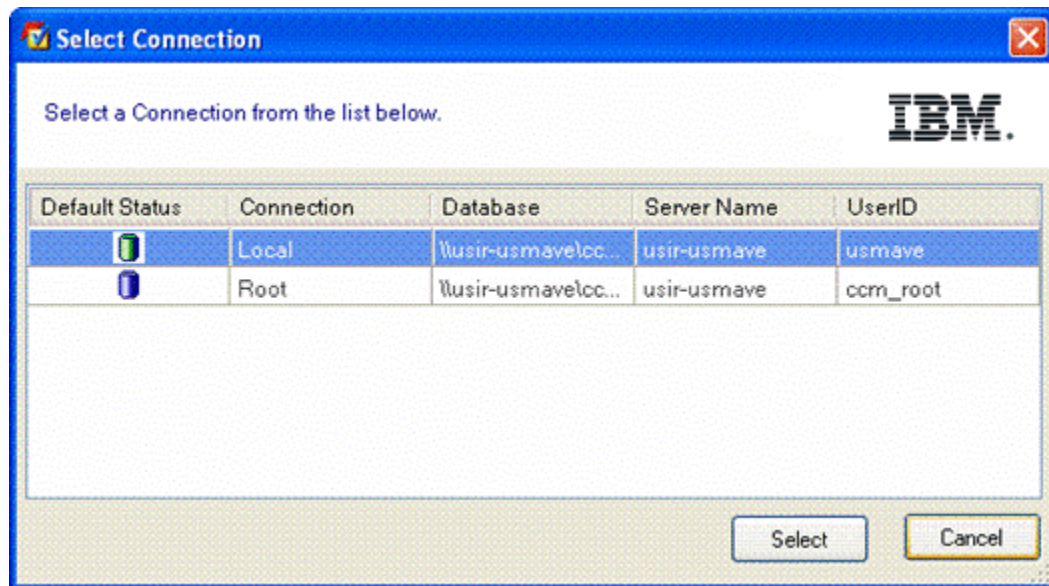 Select Connection
Select a Connection from the list below.
IBM.
Default Status Connection Database Server Name UserID
Local \\usir-usmave\cc... usir-usmave usmave
Root \\usir-usmave\cc... usir-usmave ccm_root
Select Cancel